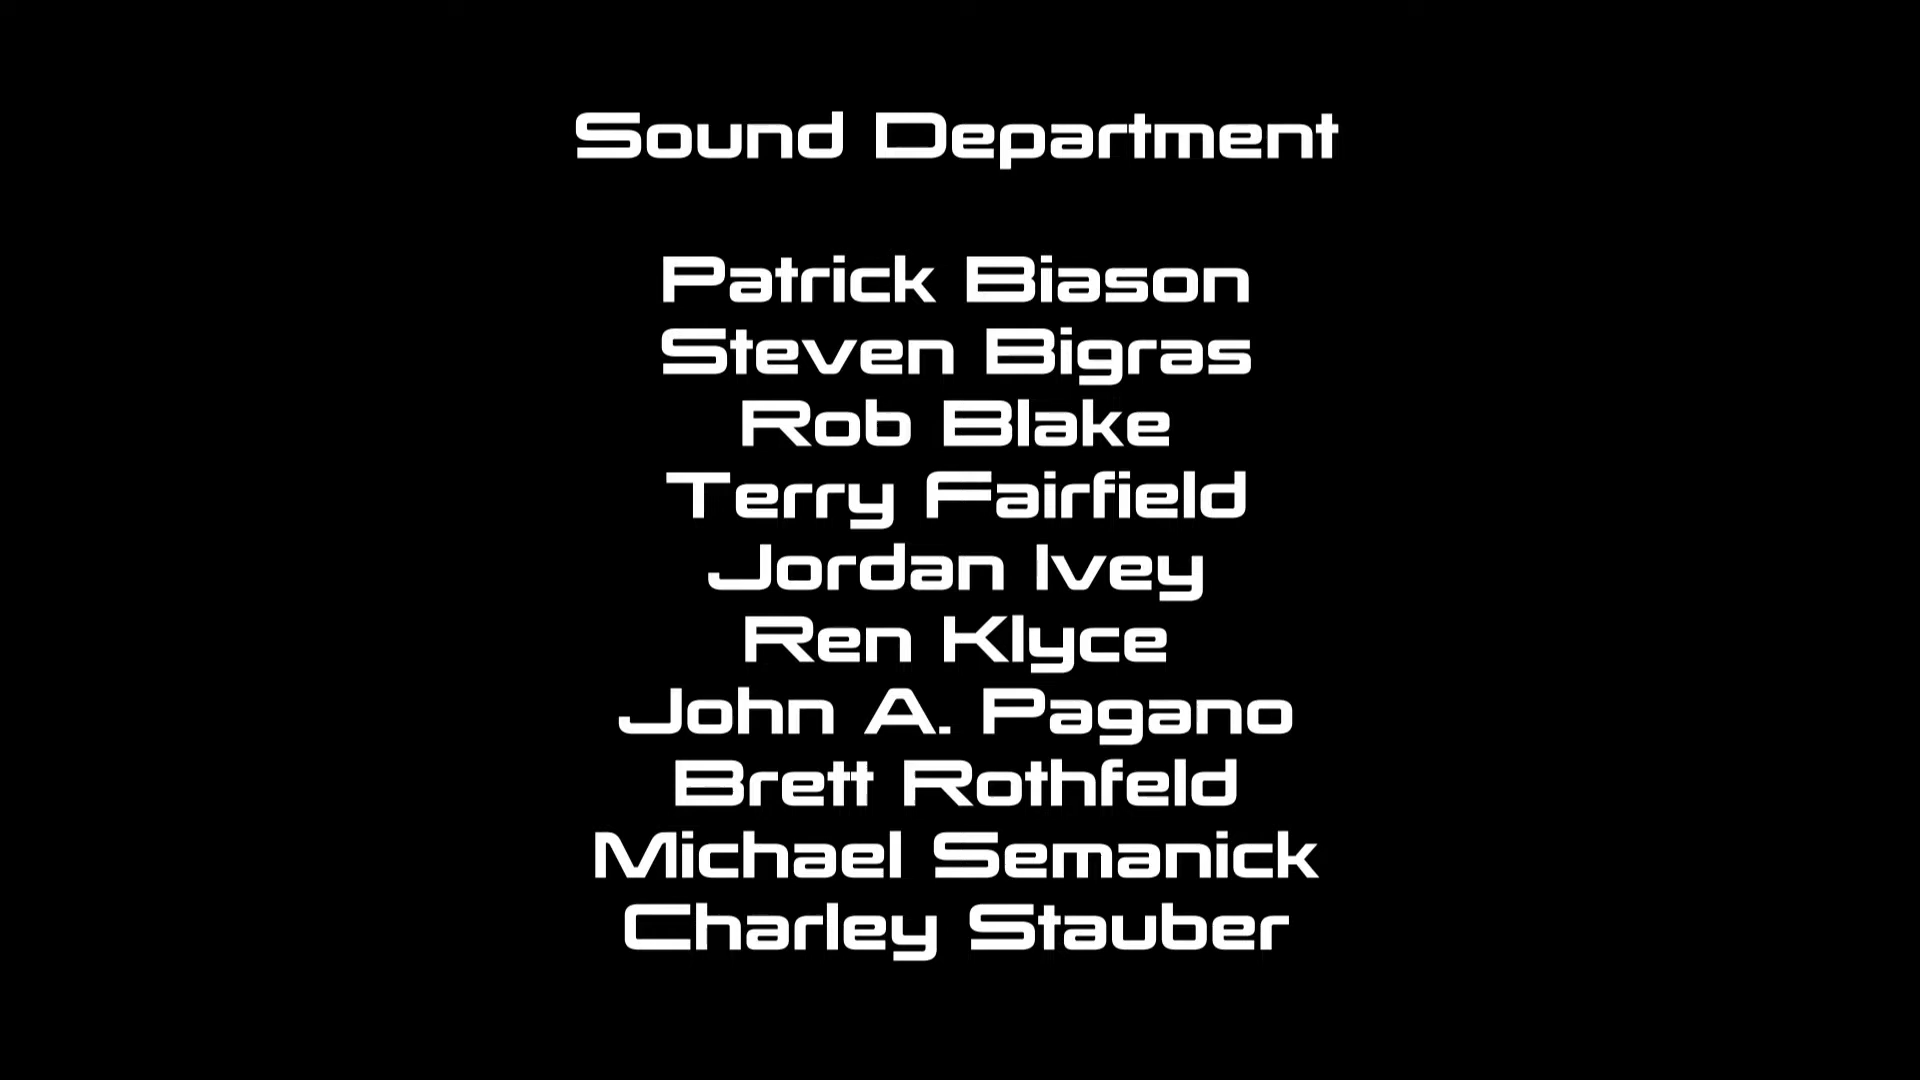 Sound Department
Patrick Biason
Steven Bigras
Rob Blake
Terry Fairfield
Jordan Ivey
Ren Klyce
John A. Pagano
Brett Rothfeld
Michael Semanick
Charley Stauber